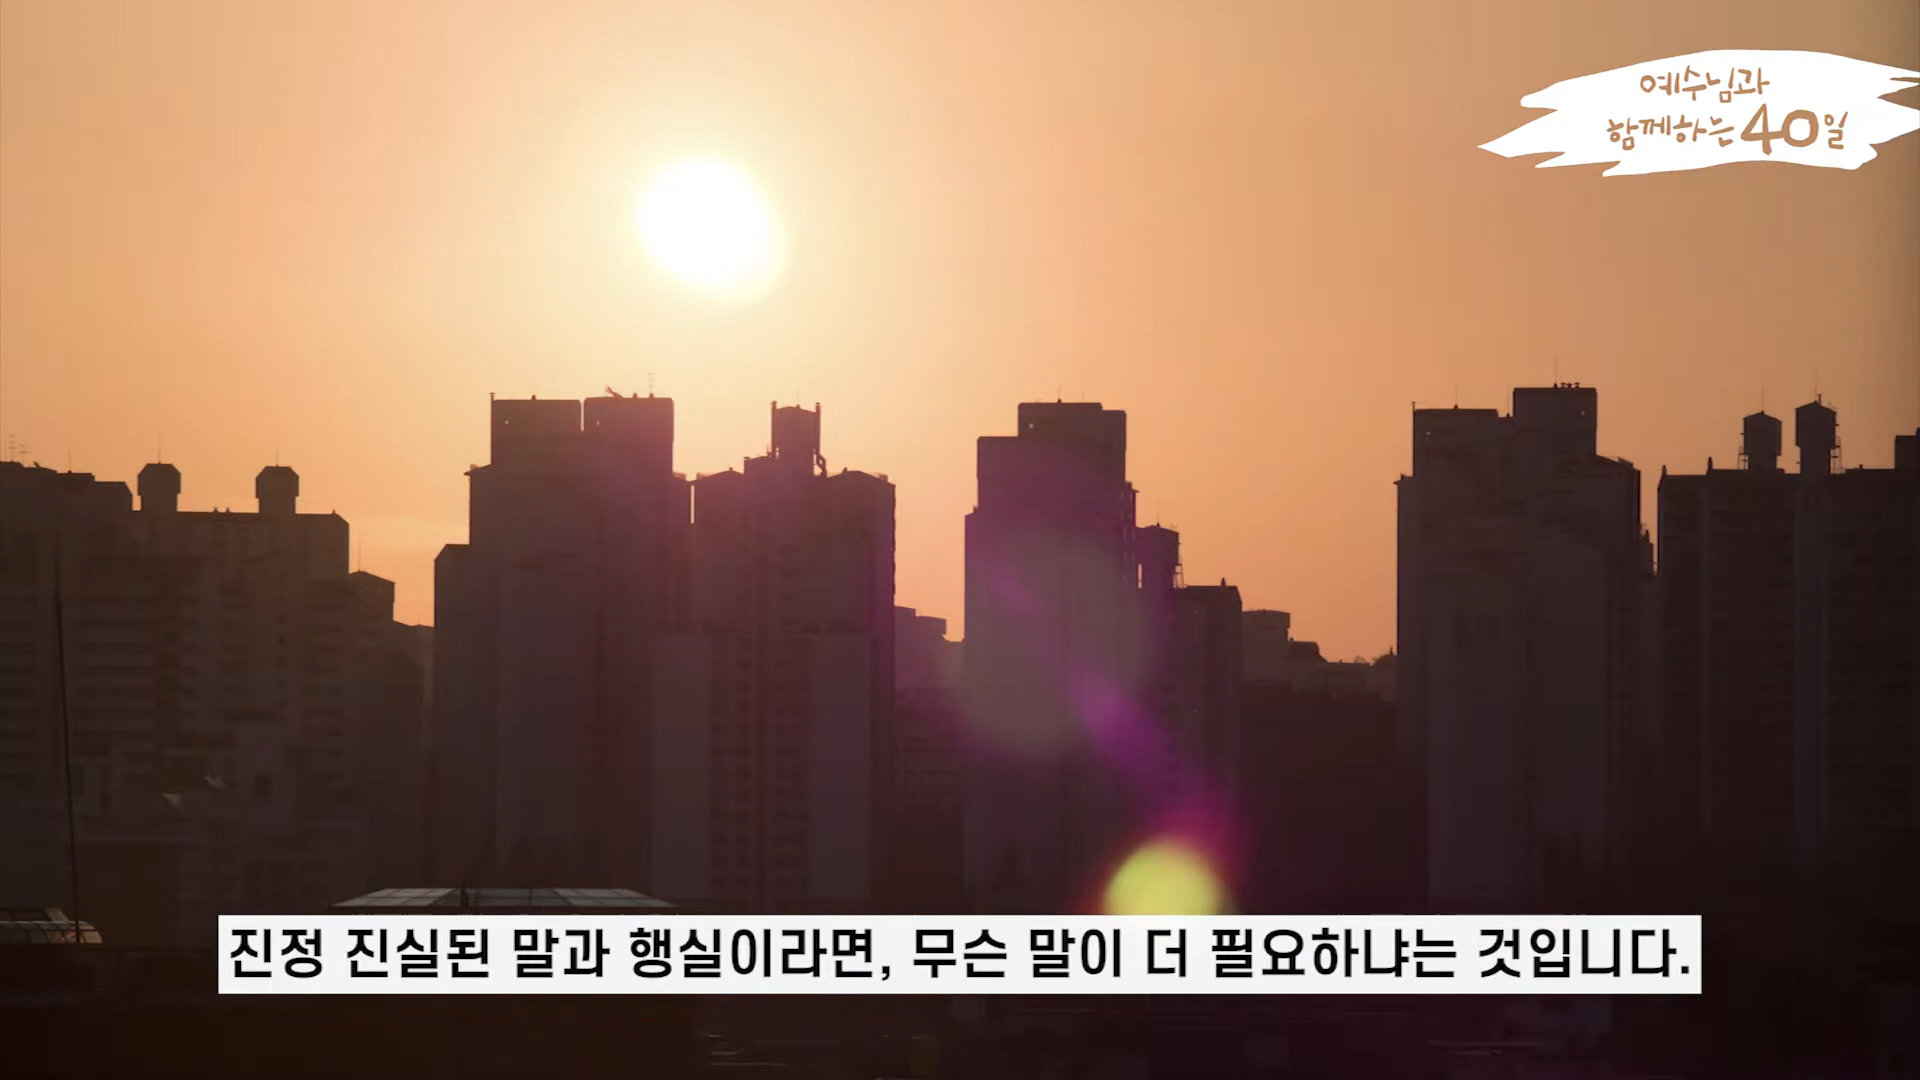 예수님과
함께하는 40일
진정 진실된 말과 행실이라면, 무슨 말이 더 필요하냐는 것입니다.